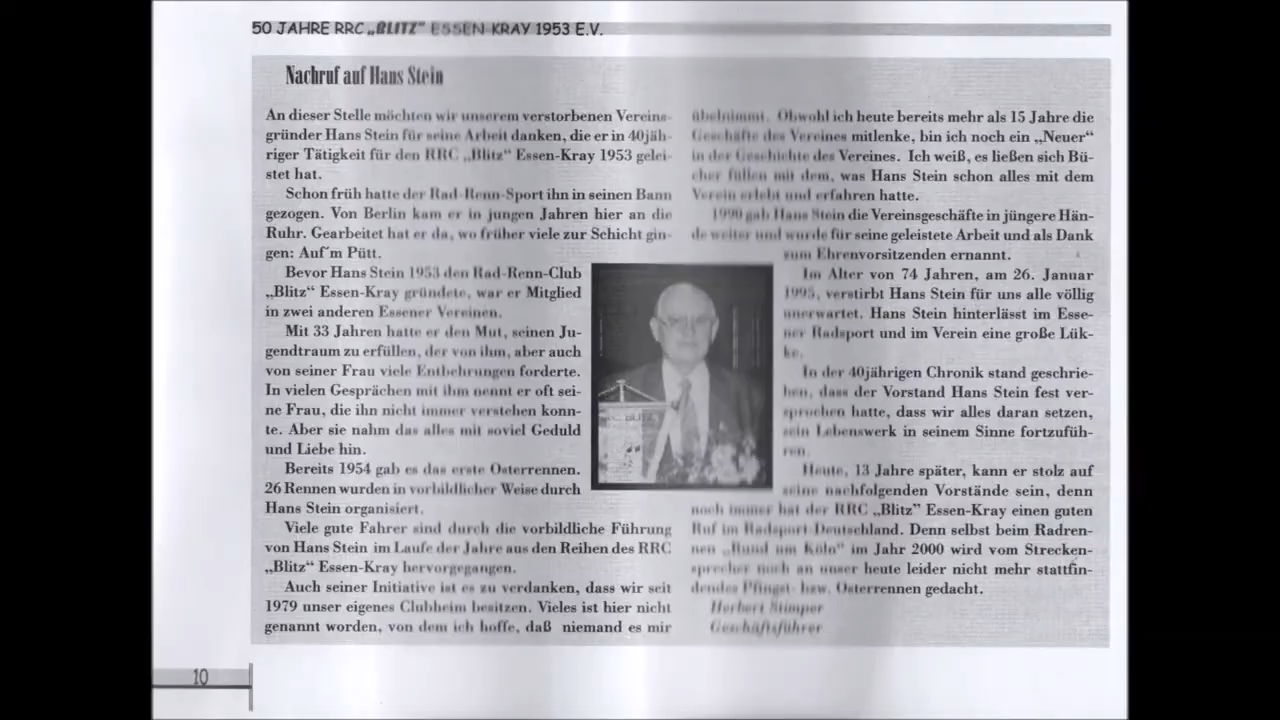 50 JAHRE RRC „BLITZ" ESSEN-KRAY 1953 E.V.
Nachruf auf Hans Stein
An dieser Stelle möchten wir unserem verstorbenen Vereins-
gründer Hans Stein für seine Arbeit danken, die er in 40jäh-
riger Tätigkeit für den RRC „Blitz" Essen-Kray 1953 gelei-
stet hat.
Schon früh hatte der Rad-Renn-Sport ihn in seinen Bann
gezogen. Von Berlin kam er in jungen Jahren hier an die
Ruhr. Gearbeitet hat er da, wo früher viele zur Schicht gin-
gen: Auf´m Pütt.
Bevor Hans Stein 1953 den Rad-Renn-Club
„Blitz" Essen-Kray gründete, war er Mitglied
in zwei anderen Essener Vereinen.
Mit 33 Jahren hatte er den Mut, seinen Ju-
gendtraum zu erfüllen, der von ihm, aber auch
von seiner Frau viele Entbehrungen forderte.
In vielen Gesprächen mit ihm nennt er oft sei-
ne Frau, die ihn nicht immer verstehen konn-
te. Aber sie nahm das alles mit soviel Geduld
und Liebe hin.
Bereits 1954 gab es das erste Osterrennen.
26 Rennen wurden in vorbildlicher Weise durch
Hans Stein organisiert.
Viele gute Fahrer sind durch die vorbildliche Führung
von Hans Stein im Laufe der Jahre aus den Reihen des RRC
„Blitz" Essen-Kray hervorgegangen.
Auch seiner Initiative ist es zu verdanken, dass wir seit
1979 unser eigenes Clubheim besitzen. Vieles ist hier nicht
genannt worden, von dem ich hoffe, daß niemand es mir
übelnimmt. Obwohl ich heute bereits mehr als 15 Jahre die
Geschäfte des Vereines mitlenke, bin ich noch ein „Neuer"
in der Geschichte des Vereines. Ich weiß, es ließen sich Bü-
cher füllen mit dem, was Hans Stein schon alles mit dem
Verein erlebt und erfahren hatte.
1990 gab Hans Stein die Vereinsgeschäfte in jüngere Hän-
de weiter und wurde für seine geleistete Arbeit und als Dank
zum Ehrenvorsitzenden ernannt.
Im Alter von 74 Jahren, am 26. Januar
1995, verstirbt Hans Stein für uns alle völlig
unerwartet. Hans Stein hinterlässt im Esse-
ner Radsport und im Verein eine große Lük-
ke.
In der 40jährigen Chronik stand geschrie-
ben, dass der Vorstand Hans Stein fest ver-
sprochen hatte, dass wir alles daran setzen,
sein Lebenswerk in seinem Sinne fortzufüh-
ren.
Heute, 13 Jahre später, kann er stolz auf
seine nachfolgenden Vorstände sein, denn
noch immer hat der RRC „Blitz" Essen-Kray einen guten
Ruf im Radsport Deutschland. Denn selbst beim Radren-
nen „Rund um Köln" im Jahr 2000 wird vom Strecken-
sprecher noch an unser heute leider nicht mehr stattfin-
dendes Pfingst- bzw. Osterrennen gedacht.
Herbert Stimper
Geschäftsführer
10